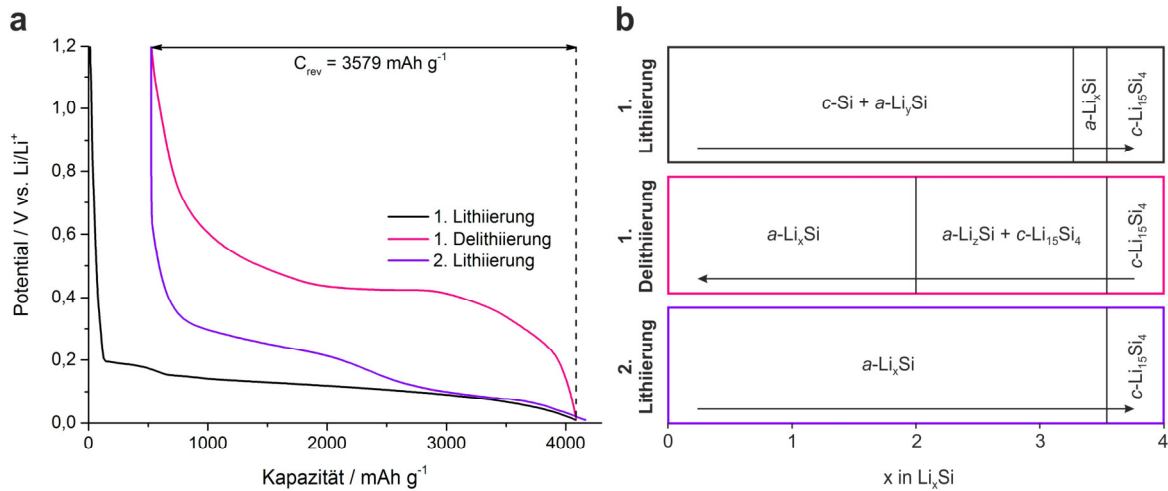 a
1,2
1,0
0,8
0,6
0,4
0,2
0,0
Potential / V vs. Li/Li⁺
C_rev = 3579 mAh g⁻¹
1. Lithiierung
1. Delithiierung
2. Lithiierung
0
1000
2000
3000
4000
Kapazität / mAh g⁻¹
b
1.
Lithiierung
c-Si + a-LiᵧSi
a-LiₓSi
c-Li₁₅Si₄
1.
Delithiierung
a-LiₓSi
a-Li_zSi + c-Li₁₅Si₄
c-Li₁₅Si₄
2.
Lithiierung
a-LiₓSi
c-Li₁₅Si₄
0
1
2
3
4
x in LiₓSi